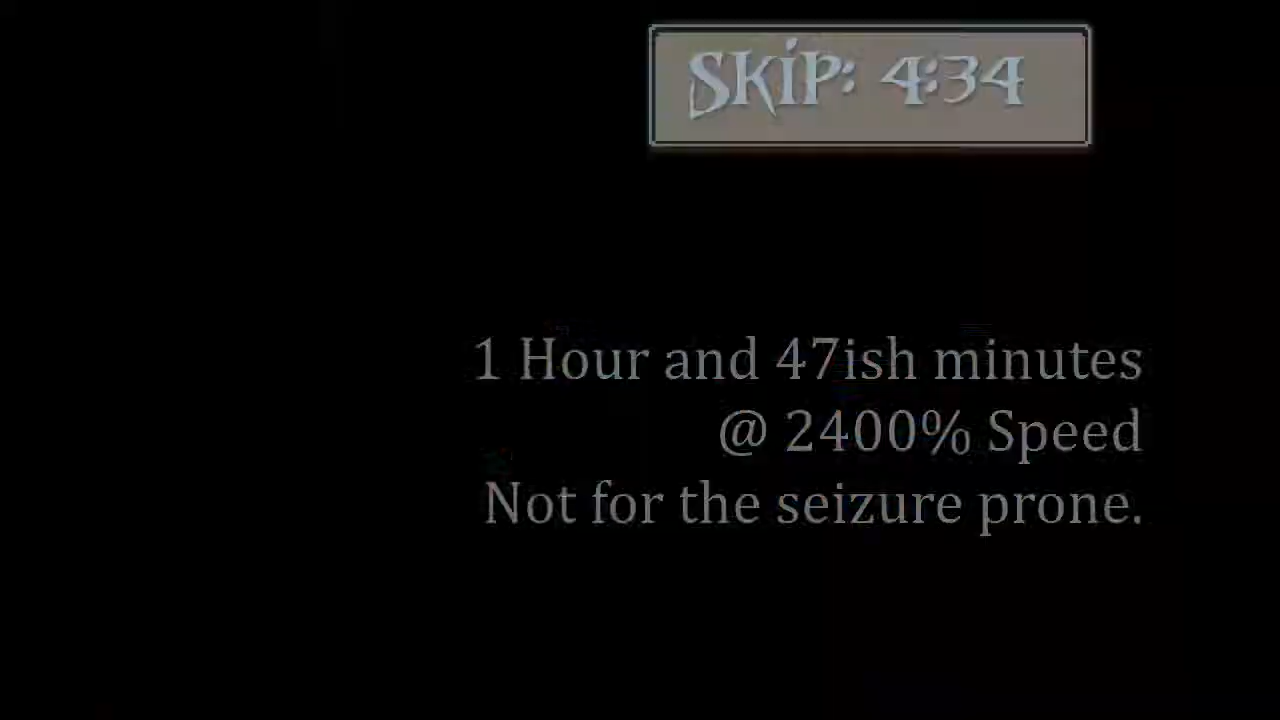 SKIP: 4:34
1 Hour and 47ish minutes
@ 2400% Speed
Not for the seizure prone.